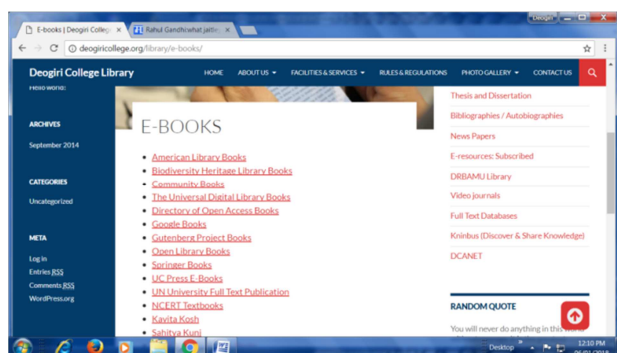 Deogiri
E-books | Deogiri Colleg
Rahul Gandhi what jaitle
deogiricollege.org/library/e-books/
Deogiri College Library
HOME ABOUT US FACILITIES & SERVICES RULES & REGULATIONS PHOTO GALLERY CONTACT US
Hello world!
ARCHIVES
September 2014
CATEGORIES
Uncategorized
META
Log in
Entries RSS
Comments RSS
WordPress.org
E-BOOKS
American Library Books
Biodiversity Heritage Library Books
Community Books
The Universal Digital Library Books
Directory of Open Access Books
Google Books
Gutenberg Project Books
Open Library Books
Springer Books
UC Press E-Books
UN University Full Text Publication
NCERT Textbooks
Kavita Kosh
Sahitya Kunj
Thesis and Dissertation
Bibliographies / Autobiographies
News Papers
E-resources: Subscribed
DRBAMU Library
Video journals
Full Text Databases
Kninbus (Discover & Share Knowledge)
DCANET
RANDOM QUOTE
You will never do anything in this
Desktop
12:10 PM